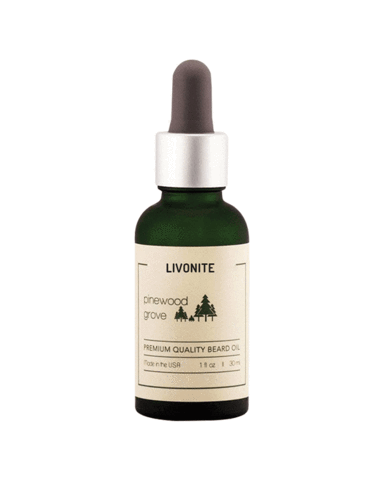 LIVONITE
pinewood
grove
PREMIUM QUALITY BEARD OIL
Made in the USA 1 fl oz | 30 ml